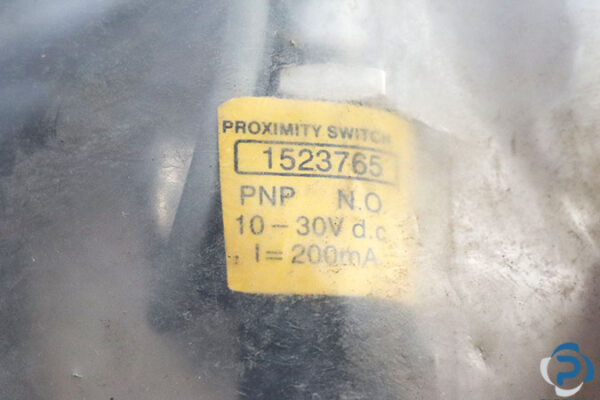 PROXIMITY SWITCH
1523765
PNP N.O
10-30V d.c
I=200mA